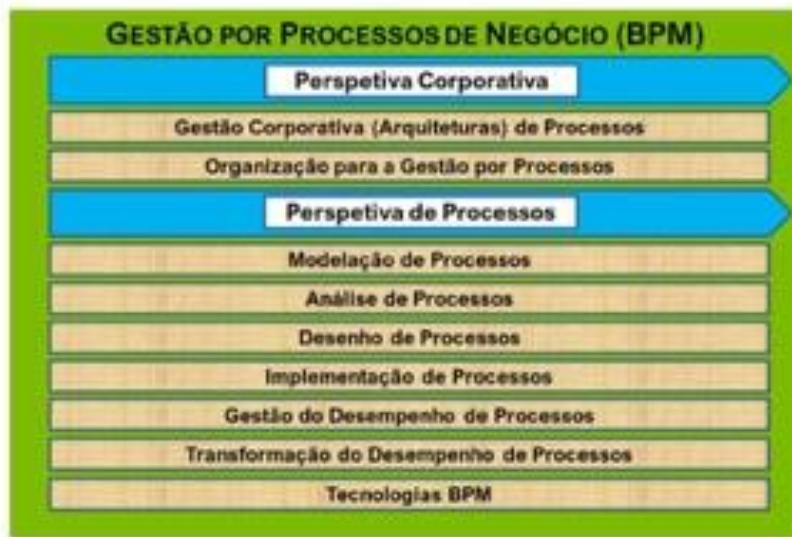 GESTÃO POR PROCESSOS DE NEGÓCIO (BPM)
Perspetiva Corporativa
Gestão Corporativa (Arquiteturas) de Processos
Organização para a Gestão por Processos
Perspetiva de Processos
Modelação de Processos
Análise de Processos
Desenho de Processos
Implementação de Processos
Gestão do Desempenho de Processos
Transformação do Desempenho de Processos
Tecnologias BPM